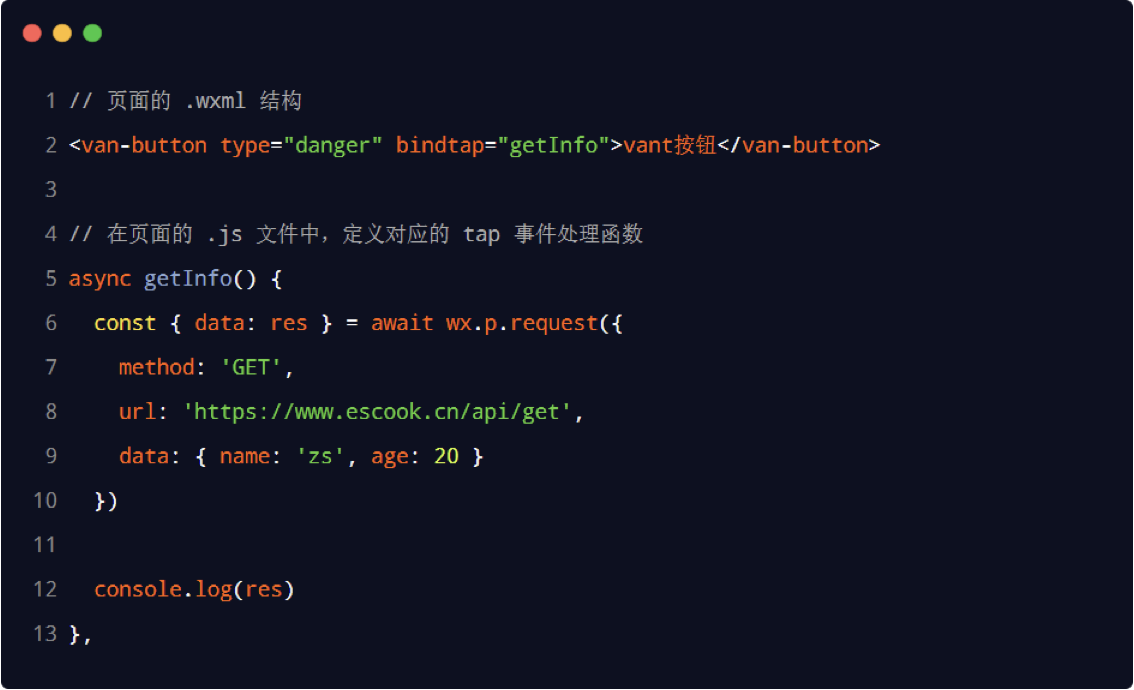 1 // 页面的 .wxml 结构
2 <van-button type="danger" bindtap="getInfo">vant按钮</van-button>
3
4 // 在页面的 .js 文件中，定义对应的 tap 事件处理函数
5 async getInfo() {
6   const { data: res } = await wx.p.request({
7     method: 'GET',
8     url: 'https://www.escook.cn/api/get',
9     data: { name: 'zs', age: 20 }
10   })
11
12   console.log(res)
13 },